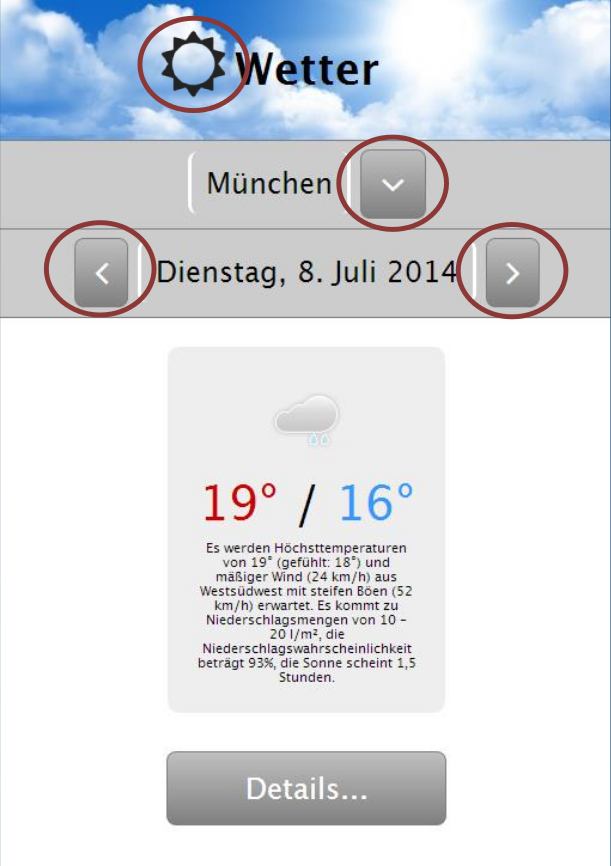 Wetter
München
Dienstag, 8. Juli 2014
19° / 16°
Es werden Höchsttemperaturen
von 19° (gefühlt: 18°) und
mäßiger Wind (24 km/h) aus
Westsüdwest mit steifen Böen (52
km/h) erwartet. Es kommt zu
Niederschlagsmengen von 10 –
20 l/m², die
Niederschlagswahrscheinlichkeit
beträgt 93%, die Sonne scheint 1,5
Stunden.
Details...